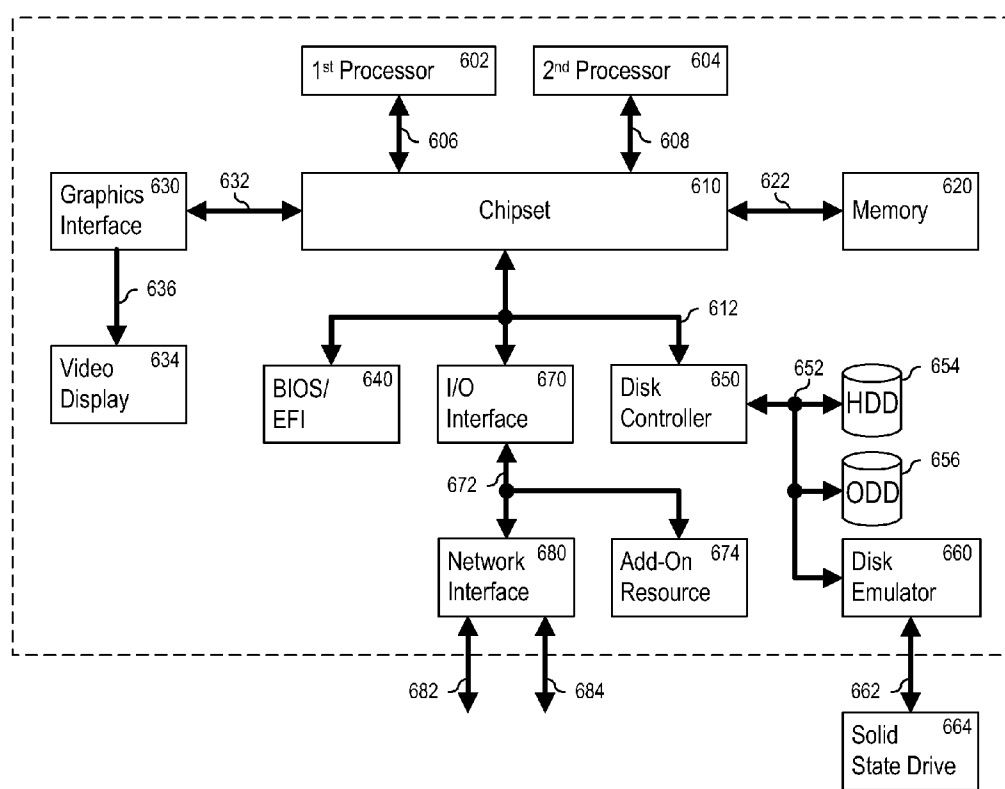 1st Processor 602
2nd Processor 604
606
608
Graphics 630
Interface
632
Chipset 610
622
Memory 620
636
612
Video 634
Display
BIOS/ 640
EFI
I/O 670
Interface
Disk 650
Controller
652
HDD
654
672
ODD
656
Network 680
Interface
Add-On 674
Resource
Disk 660
Emulator
682
684
662
Solid 664
State Drive